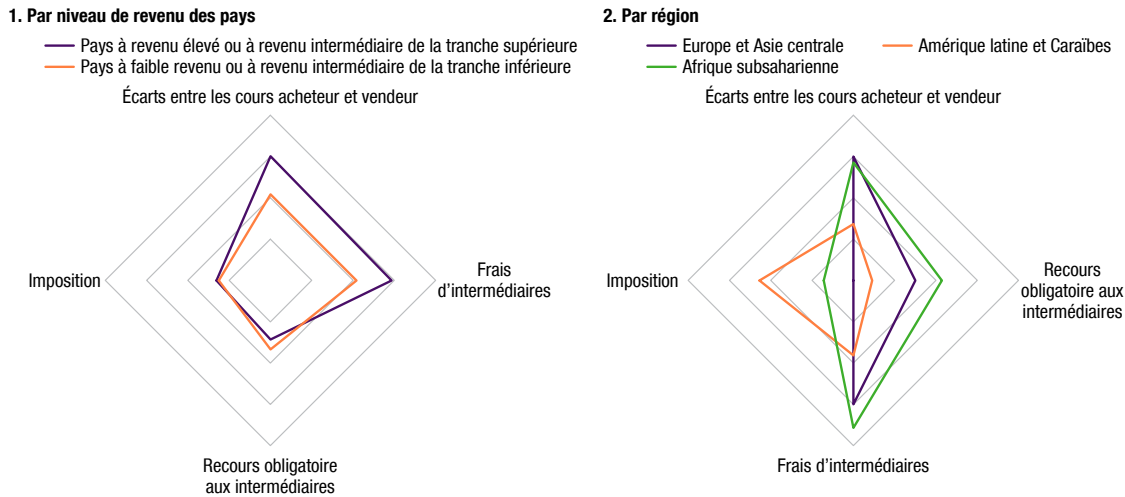 1. Par niveau de revenu des pays
Pays à revenu élevé ou à revenu intermédiaire de la tranche supérieure
Pays à faible revenu ou à revenu intermédiaire de la tranche inférieure
Écarts entre les cours acheteur et vendeur
Imposition
Frais
d’intermédiaires
Recours obligatoire
aux intermédiaires
2. Par région
Europe et Asie centrale
Amérique latine et Caraïbes
Afrique subsaharienne
Écarts entre les cours acheteur et vendeur
Imposition
Recours
obligatoire aux
intermédiaires
Frais d’intermédiaires